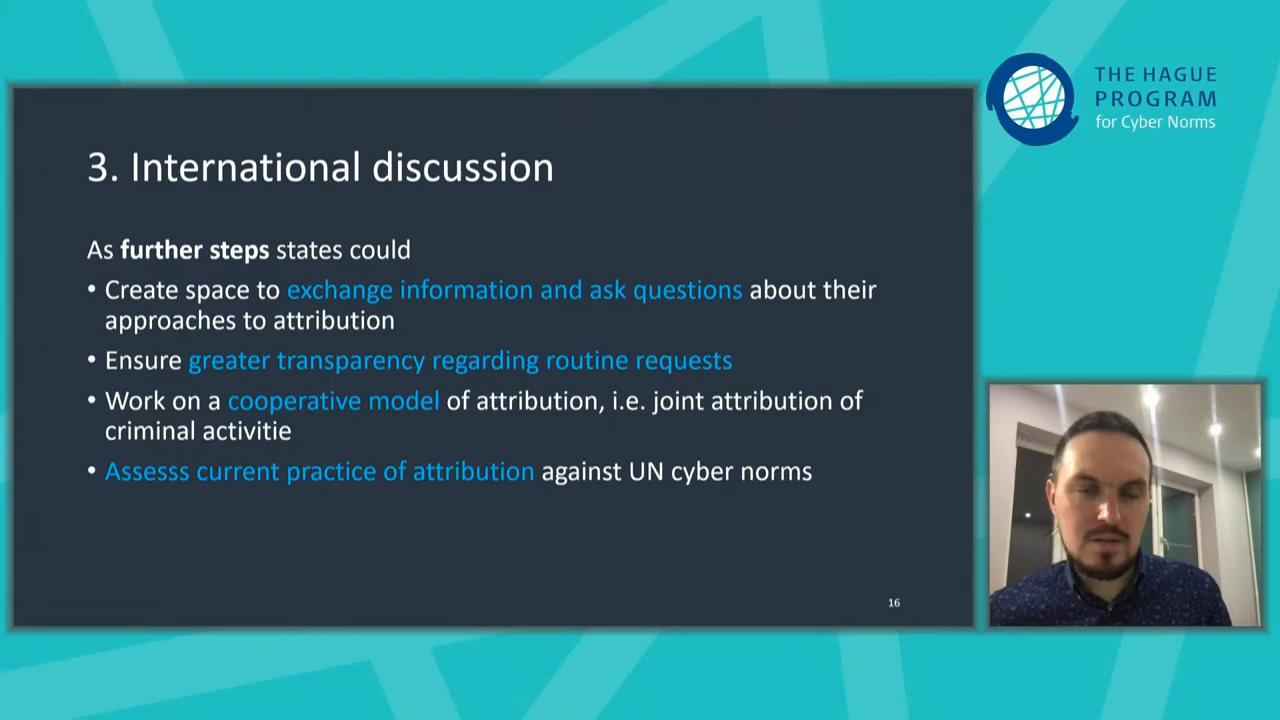 THE HAGUE
PROGRAM
for Cyber Norms
3. International discussion
As further steps states could
• Create space to exchange information and ask questions about their
approaches to attribution
• Ensure greater transparency regarding routine requests
• Work on a cooperative model of attribution, i.e. joint attribution of
criminal activitie
• Assesss current practice of attribution against UN cyber norms
16